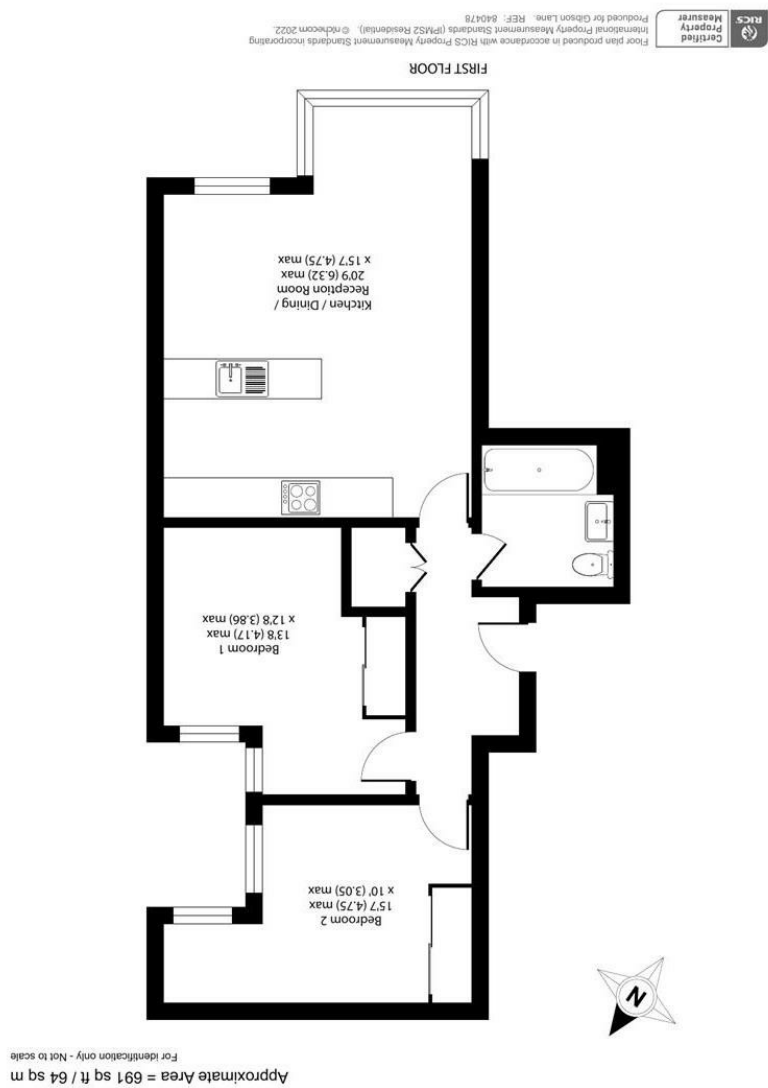 Approximate Area = 691 sq ft / 64 sq m
For identification only - Not to scale
N
Bedroom 2
15'7 (4.75) max
x 10' (3.05) max
Bedroom 1
13'8 (4.17) max
x 12'8 (3.86) max
Kitchen / Dining /
Reception Room
20'9 (6.32) max
x 15'7 (4.75) max
FIRST FLOOR
RICS
Certified
Property
Measurer
Floor plan produced in accordance with RICS Property Measurement Standards incorporating
International Property Measurement Standards (IPMS2 Residential). © nichecom 2022.
Produced for Gibson Lane. REF: 840478